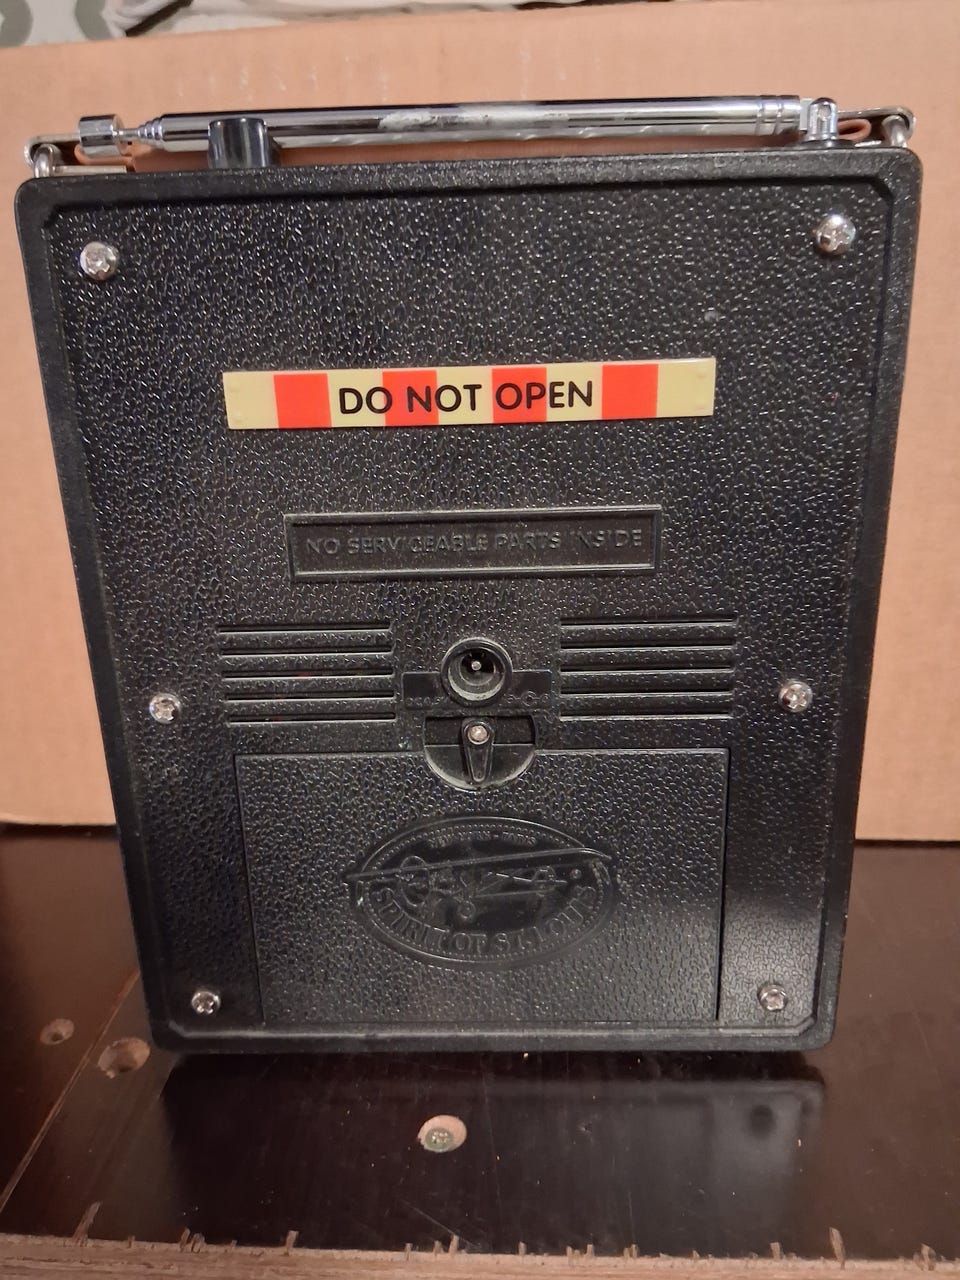 DO NOT OPEN
NO SERVICEABLE PARTS INSIDE
SPIRIT OF ST. LOUIS